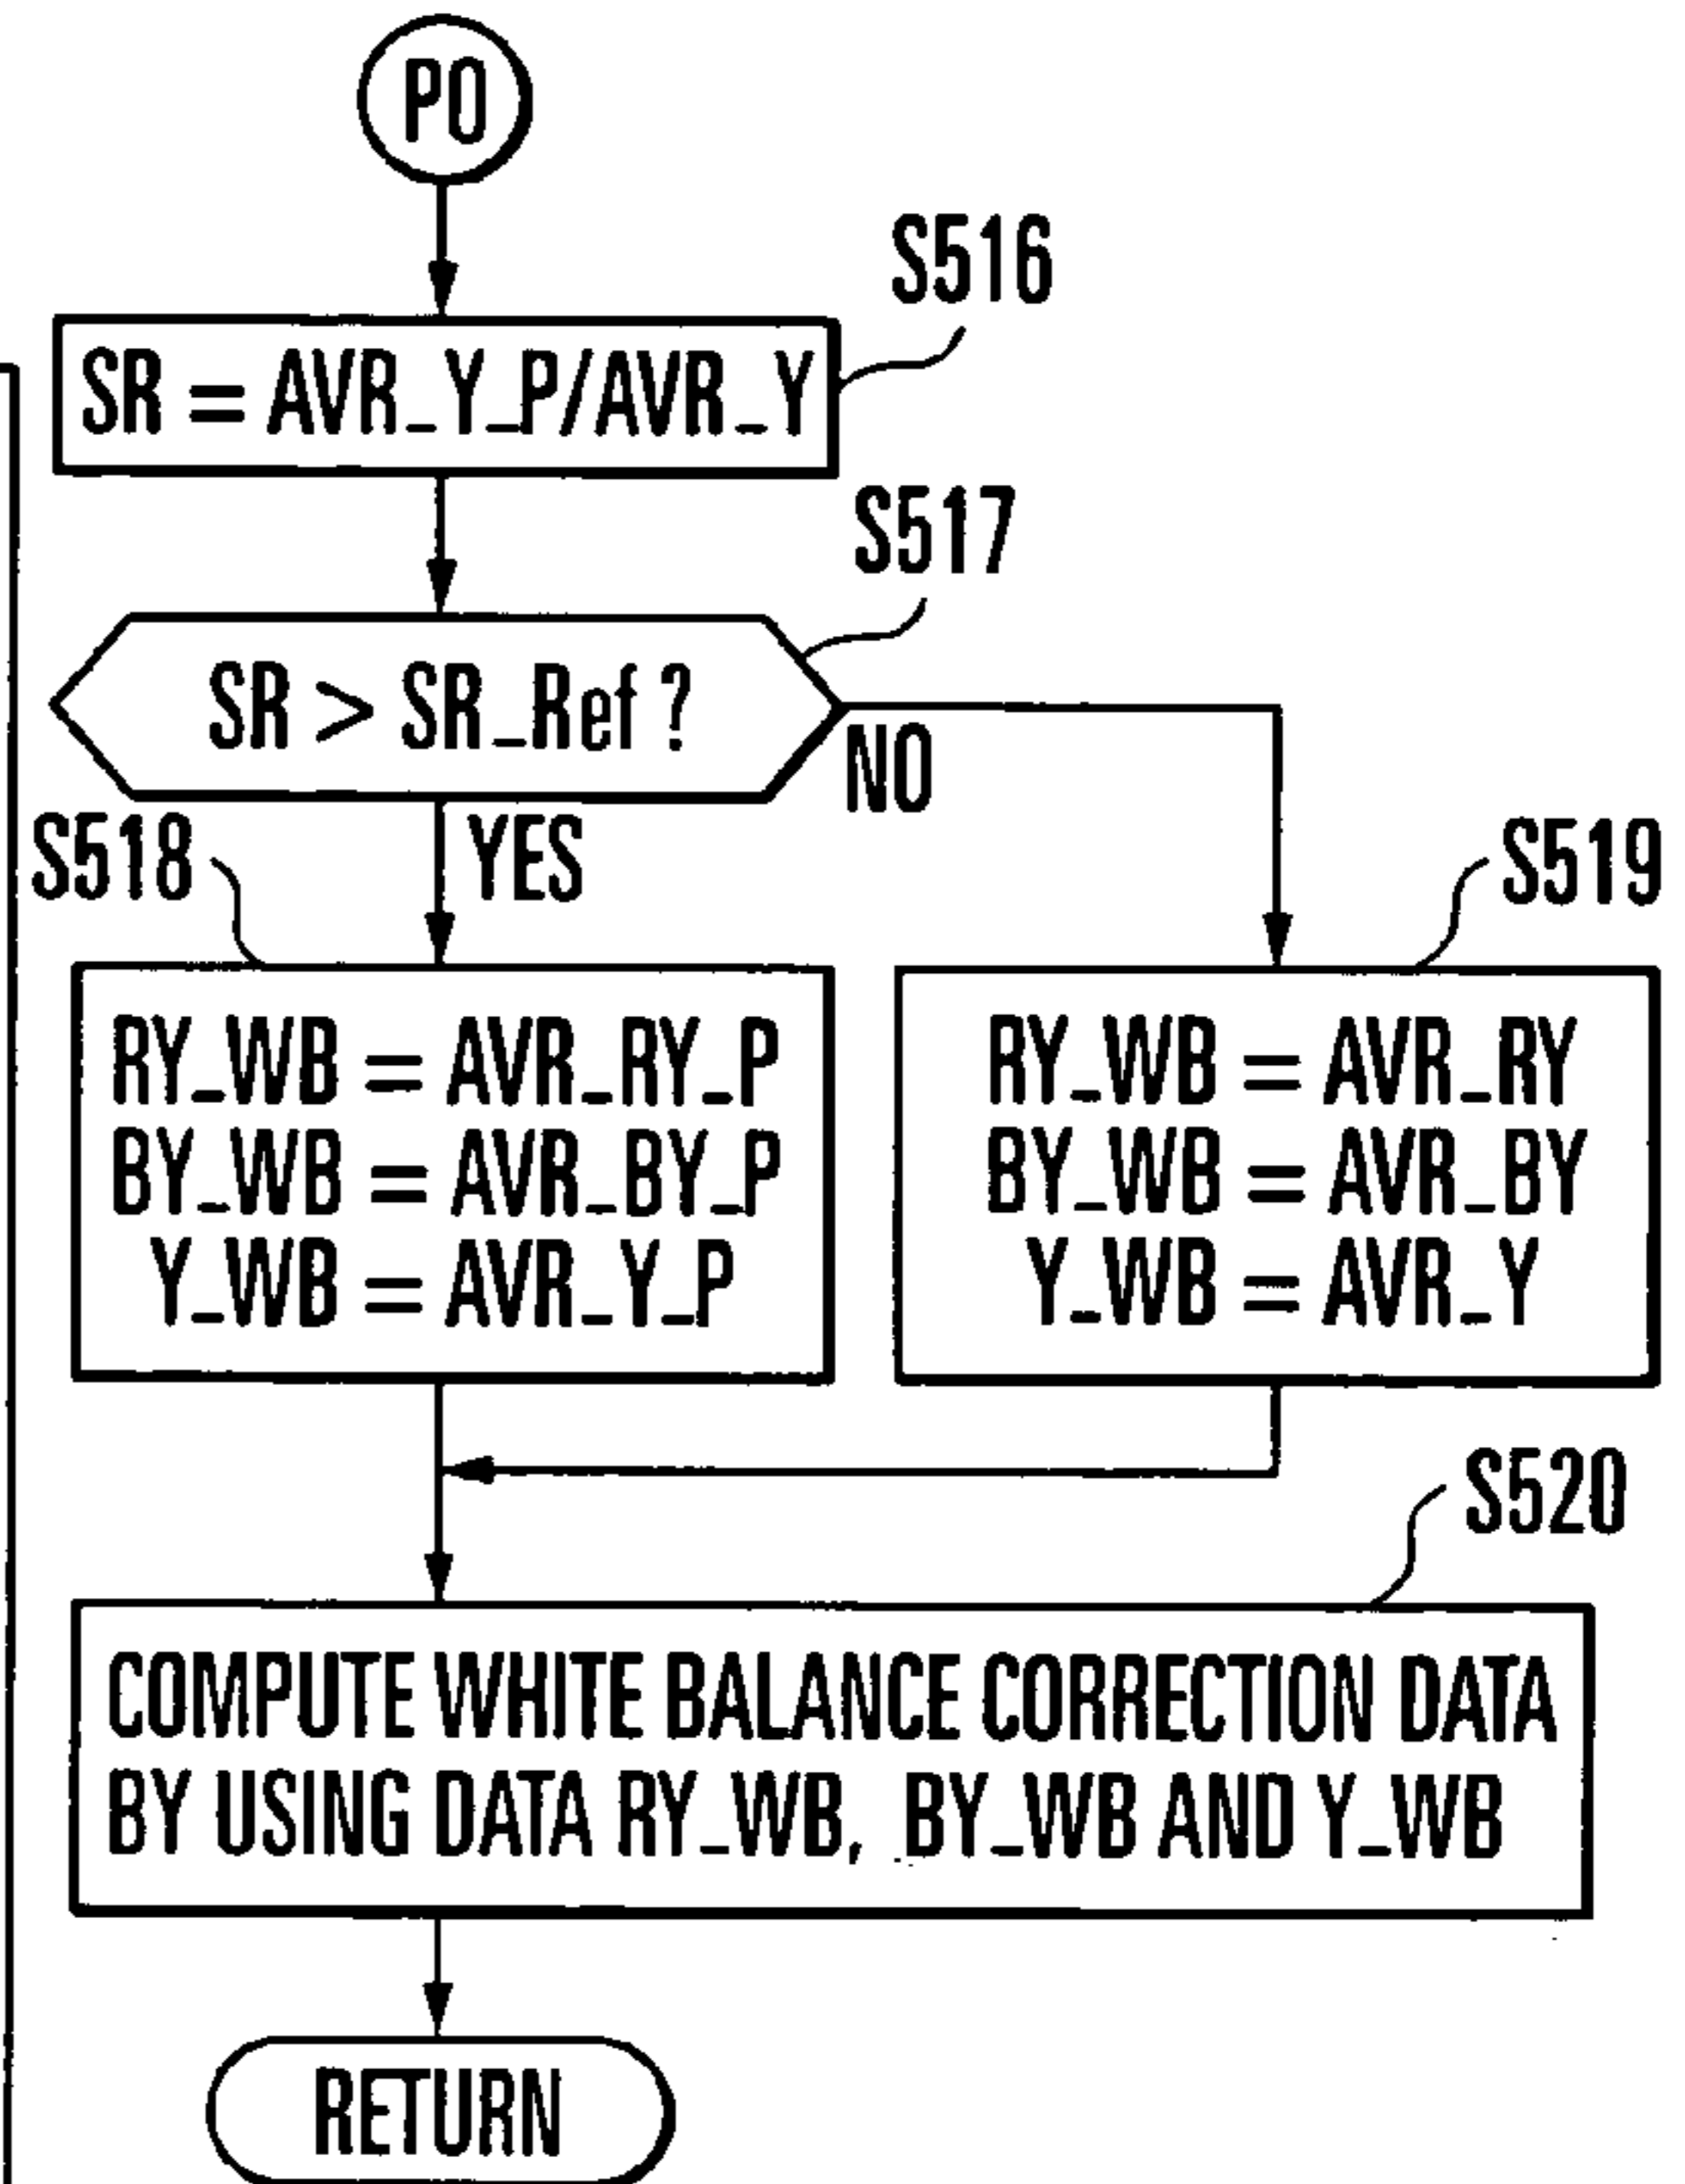 PO
S516
SR = AVR_Y_P/AVR_Y
S517
SR > SR_Ref ?
NO
S518
YES
S519
RY_WB = AVR_RY_P
BY_WB = AVR_BY_P
Y_WB = AVR_Y_P
RY_WB = AVR_RY
BY_WB = AVR_BY
Y_WB = AVR_Y
S520
COMPUTE WHITE BALANCE CORRECTION DATA
BY USING DATA RY_WB, BY_WB AND Y_WB
RETURN